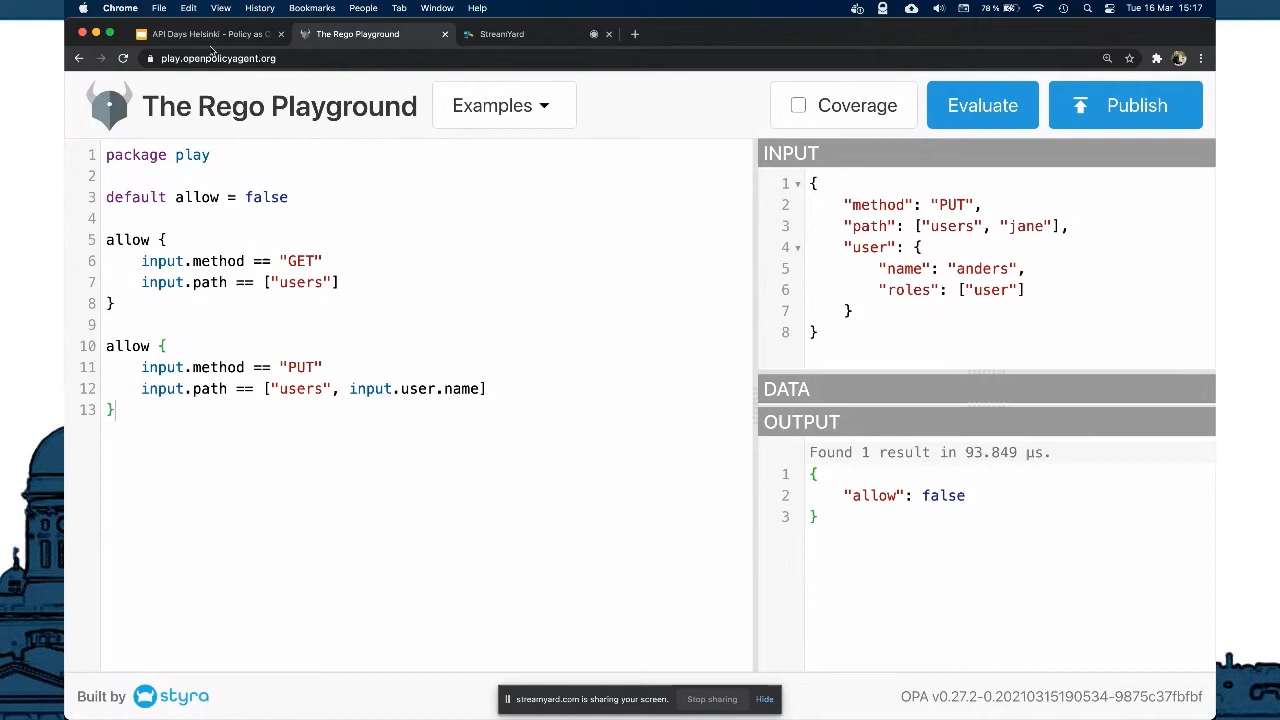 Chrome File Edit View History Bookmarks People Tab Window Help 78 % Tue 16 Mar 15:17
API Days Helsinki - Policy as C The Rego Playground StreamYard
play.openpolicyagent.org
The Rego Playground Examples Coverage Evaluate Publish
1 package play
2
3 default allow = false
4
5 allow {
6 input.method == "GET"
7 input.path == ["users"]
8 }
9
10 allow {
11 input.method == "PUT"
12 input.path == ["users", input.user.name]
13 }
INPUT
1 {
2 "method": "PUT",
3 "path": ["users", "jane"],
4 "user": {
5 "name": "anders",
6 "roles": ["user"]
7 }
8 }
DATA
OUTPUT
Found 1 result in 93.849 µs.
1 {
2 "allow": false
3 }
Built by styra
streamyard.com is sharing your screen. Stop sharing Hide
OPA v0.27.2-0.20210315190534-9875c37fbfbf